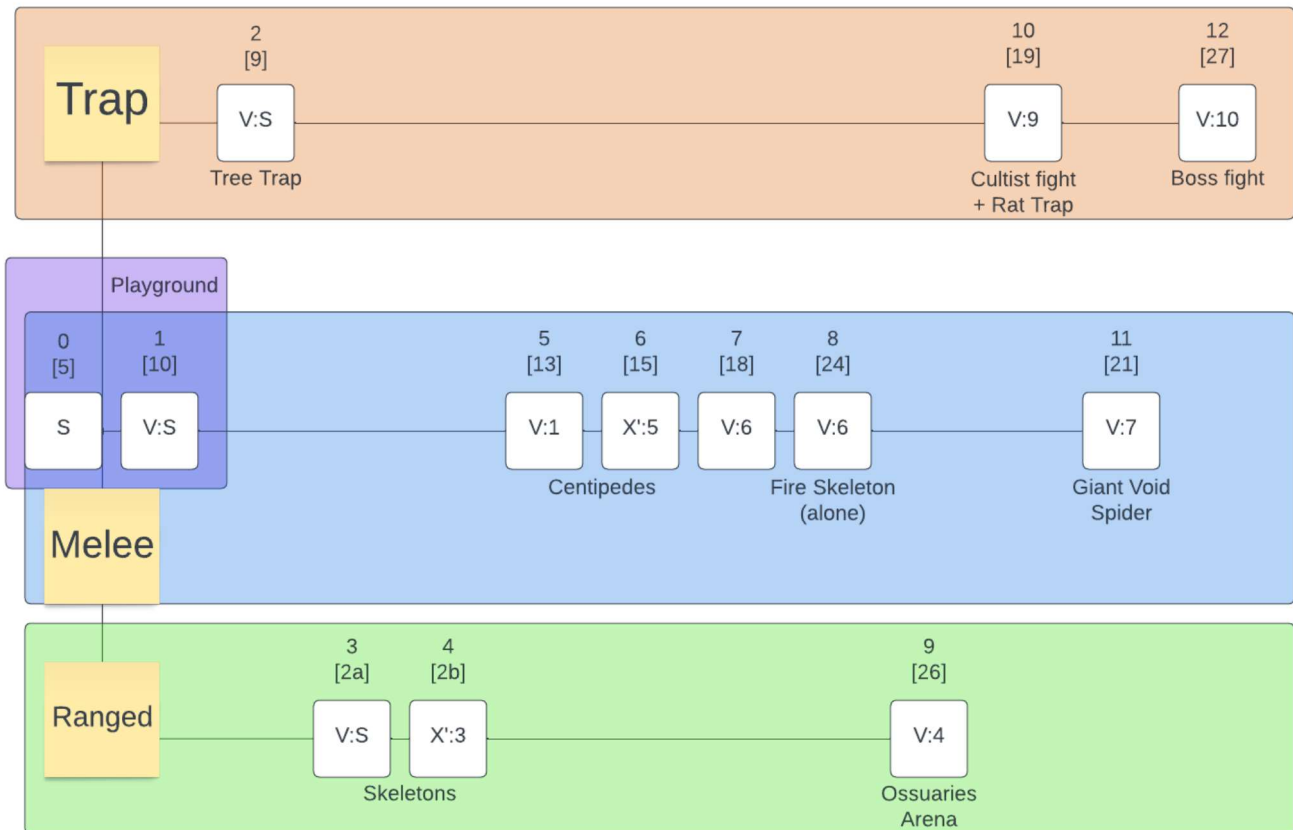 2
[9]
10
[19]
12
[27]
Trap
V:S
V:9
V:10
Tree Trap
Cultist fight
+ Rat Trap
Boss fight
Playground
0
[5]
1
[10]
5
[13]
6
[15]
7
[18]
8
[24]
11
[21]
S
V:S
V:1
X':5
V:6
V:6
V:7
Centipedes
Fire Skeleton
(alone)
Giant Void
Spider
Melee
3
[2a]
4
[2b]
9
[26]
Ranged
V:S
X':3
V:4
Skeletons
Ossuaries
Arena